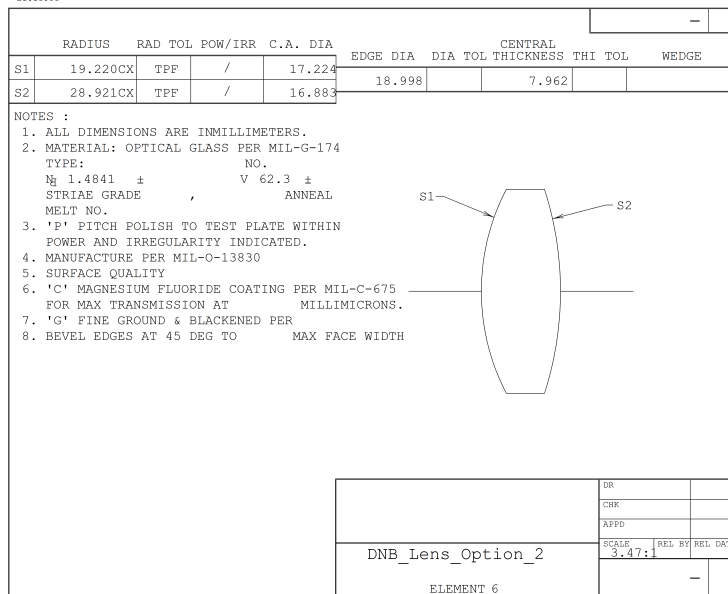 RADIUS RAD TOL POW/IRR C.A. DIA EDGE DIA DIA TOL CENTRAL THICKNESS THI TOL WEDGE
S1 19.220CX TPF / 17.224 18.998 7.962
S2 28.921CX TPF / 16.883
NOTES :
1. ALL DIMENSIONS ARE INMILLIMETERS.
2. MATERIAL: OPTICAL GLASS PER MIL-G-174
TYPE: NO.
Nd 1.4841 ± V 62.3 ±
STRIAE GRADE , ANNEAL
MELT NO.
3. 'P' PITCH POLISH TO TEST PLATE WITHIN
POWER AND IRREGULARITY INDICATED.
4. MANUFACTURE PER MIL-O-13830
5. SURFACE QUALITY
6. 'C' MAGNESIUM FLUORIDE COATING PER MIL-C-675
FOR MAX TRANSMISSION AT MILLIMICRONS.
7. 'G' FINE GROUND & BLACKENED PER
8. BEVEL EDGES AT 45 DEG TO MAX FACE WIDTH
S1 S2
DR
CHK
APPD
SCALE 3.47:1 REL BY REL DAT
DNB_Lens_Option_2
ELEMENT 6